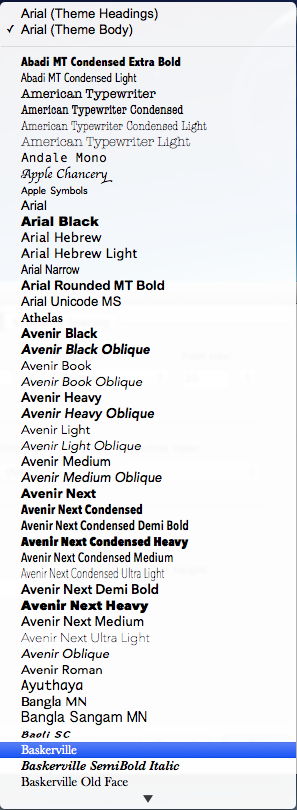 Arial (Theme Headings)
✓ Arial (Theme Body)
Abadi MT Condensed Extra Bold
Abadi MT Condensed Light
American Typewriter
American Typewriter Condensed
American Typewriter Condensed Light
American Typewriter Light
Andale Mono
Apple Chancery
Apple Symbols
Arial
Arial Black
Arial Hebrew
Arial Hebrew Light
Arial Narrow
Arial Rounded MT Bold
Arial Unicode MS
Athelas
Avenir Black
Avenir Black Oblique
Avenir Book
Avenir Book Oblique
Avenir Heavy
Avenir Heavy Oblique
Avenir Light
Avenir Light Oblique
Avenir Medium
Avenir Medium Oblique
Avenir Next
Avenir Next Condensed
Avenir Next Condensed Demi Bold
Avenir Next Condensed Heavy
Avenir Next Condensed Medium
Avenir Next Condensed Ultra Light
Avenir Next Demi Bold
Avenir Next Heavy
Avenir Next Medium
Avenir Next Ultra Light
Avenir Oblique
Avenir Roman
Ayuthaya
Bangla MN
Bangla Sangam MN
Baoli SC
Baskerville
Baskerville SemiBold Italic
Baskerville Old Face